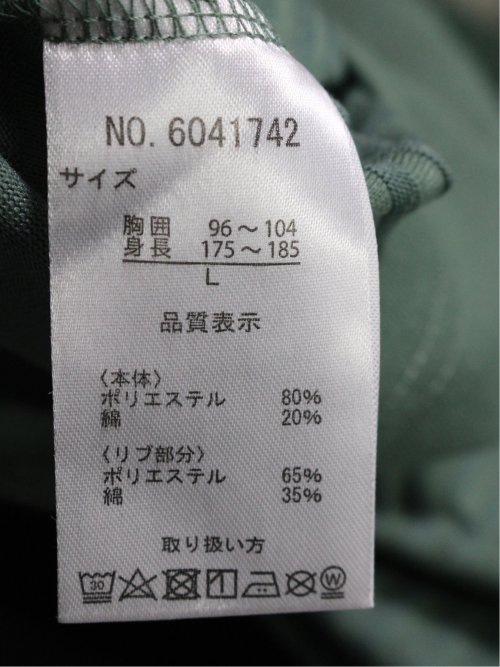 NO. 6041742
サイズ
胸囲 96～104
身長 175～185
L
品質表示
〈本体〉
ポリエステル 80%
綿 20%
〈リブ部分〉
ポリエステル 65%
綿 35%
取り扱い方
30 W